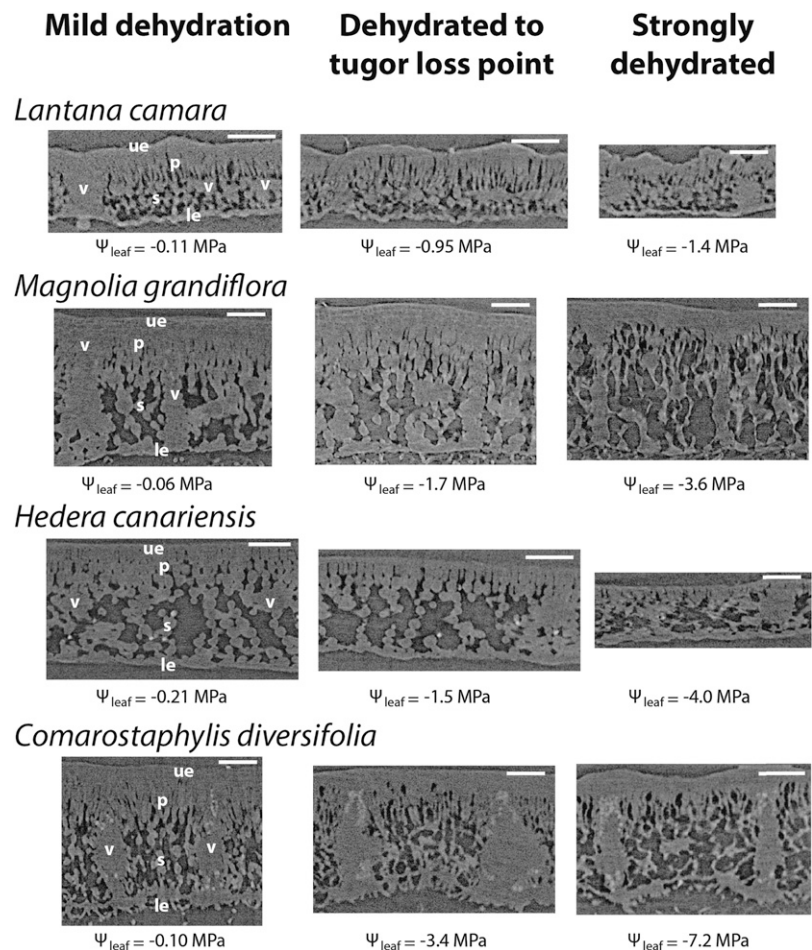 Mild dehydration
Dehydrated to
tugor loss point
Strongly
dehydrated
Lantana camara
ue
p
v
v
v
s
le
Ψleaf = -0.11 MPa
Ψleaf = -0.95 MPa
Ψleaf = -1.4 MPa
Magnolia grandiflora
ue
v
p
v
s
le
Ψleaf = -0.06 MPa
Ψleaf = -1.7 MPa
Ψleaf = -3.6 MPa
Hedera canariensis
ue
p
v
v
s
le
Ψleaf = -0.21 MPa
Ψleaf = -1.5 MPa
Ψleaf = -4.0 MPa
Comarostaphylis diversifolia
ue
p
v
v
s
le
Ψleaf = -0.10 MPa
Ψleaf = -3.4 MPa
Ψleaf = -7.2 MPa